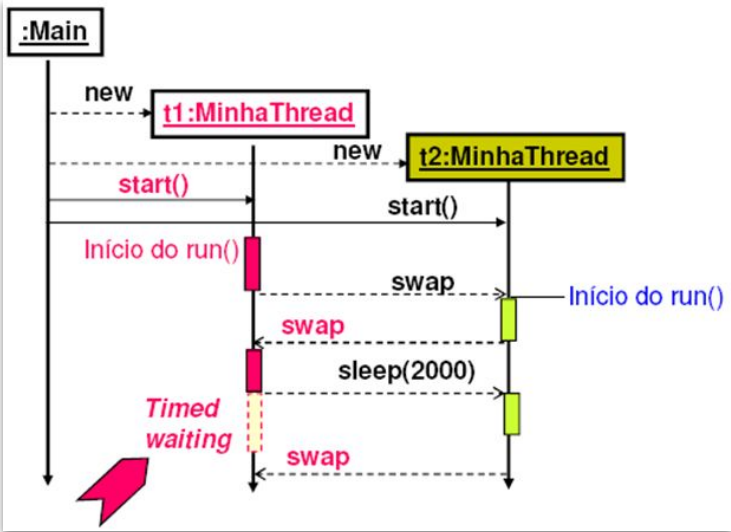 :Main
new
t1:MinhaThread
new
t2:MinhaThread
start()
start()
Início do run()
swap
Início do run()
swap
sleep(2000)
Timed
waiting
swap